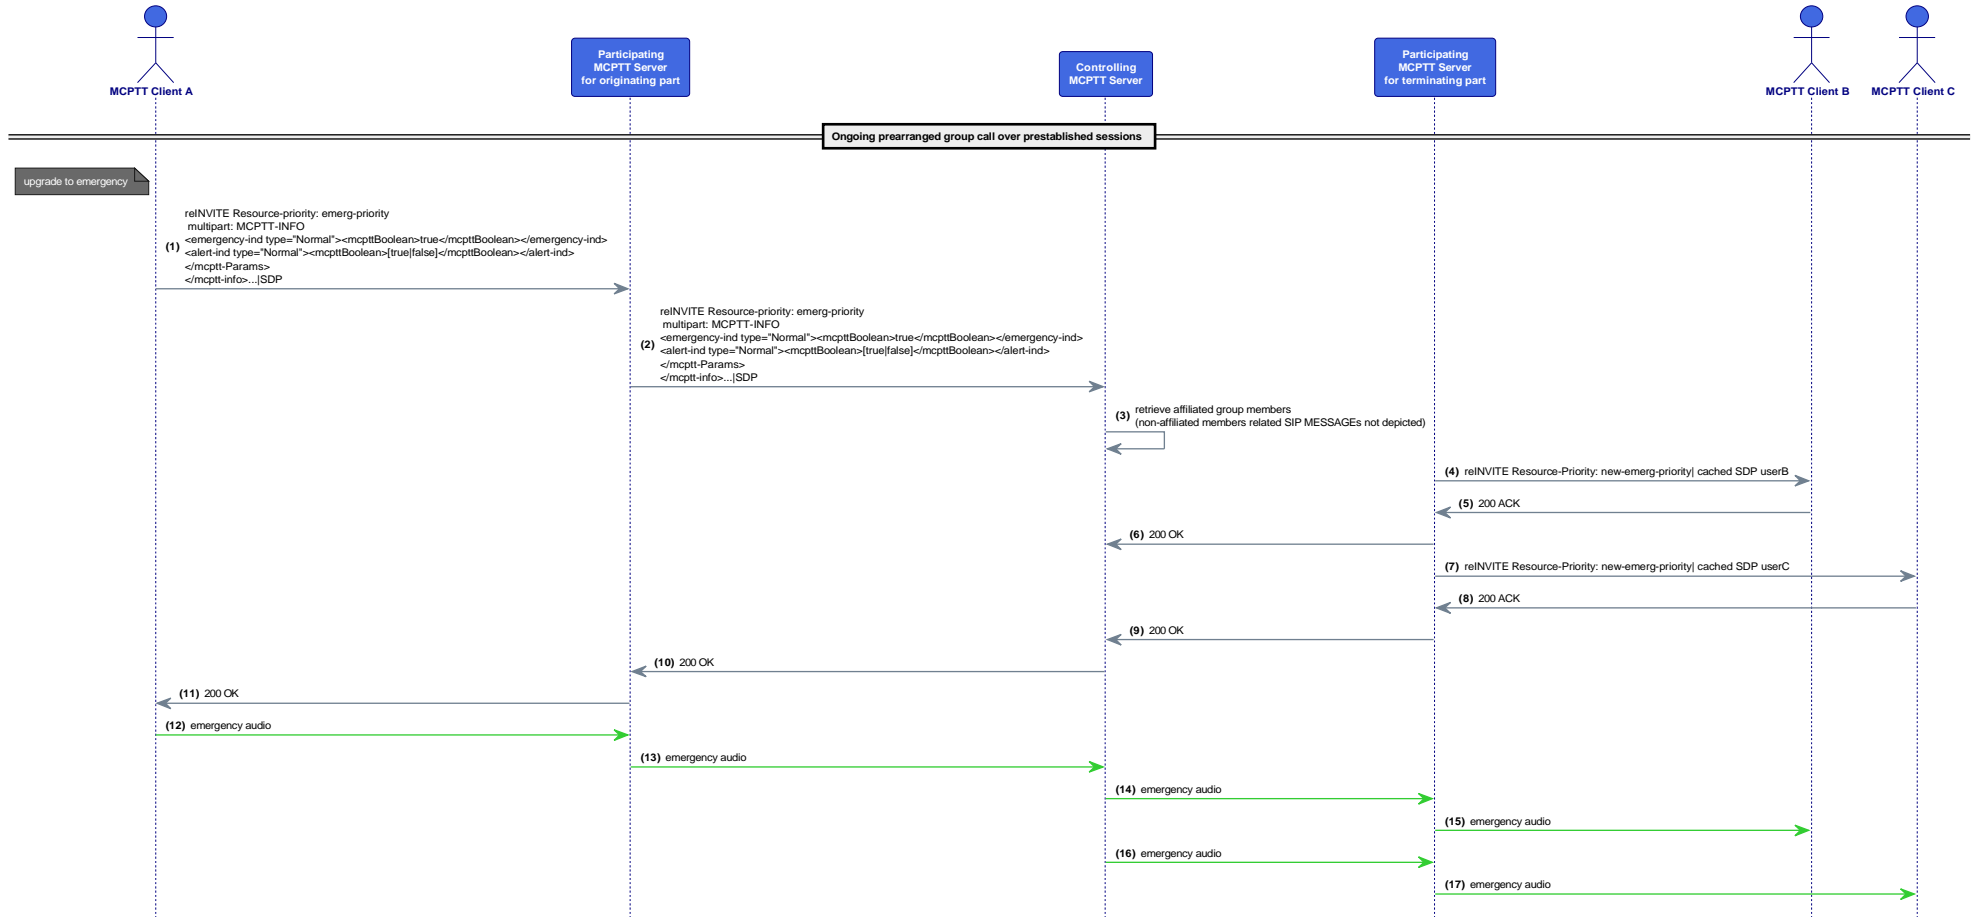 MCPTT Client A
Participating
MCPTT Server
for originating part
Controlling
MCPTT Server
Participating
MCPTT Server
for terminating part
MCPTT Client B
MCPTT Client C
Ongoing prearranged group call over prestablished sessions
upgrade to emergency
(1)
reINVITE Resource-priority: emerg-priority
multipart: MCPTT-INFO
<emergency-ind type="Normal"><mcpttBoolean>true</mcpttBoolean></emergency-ind>
<alert-ind type="Normal"><mcpttBoolean>[true|false]</mcpttBoolean></alert-ind>
</mcptt-Params>
</mcptt-info>...|SDP
(2)
reINVITE Resource-priority: emerg-priority
multipart: MCPTT-INFO
<emergency-ind type="Normal"><mcpttBoolean>true</mcpttBoolean></emergency-ind>
<alert-ind type="Normal"><mcpttBoolean>[true|false]</mcpttBoolean></alert-ind>
</mcptt-Params>
</mcptt-info>...|SDP
(3)
retrieve affiliated group members
(non-affiliated members related SIP MESSAGEs not depicted)
(4) reINVITE Resource-Priority: new-emerg-priority| cached SDP userB
(5) 200 ACK
(6) 200 OK
(7) reINVITE Resource-Priority: new-emerg-priority| cached SDP userC
(8) 200 ACK
(9) 200 OK
(10) 200 OK
(11) 200 OK
(12) emergency audio
(13) emergency audio
(14) emergency audio
(15) emergency audio
(16) emergency audio
(17) emergency audio